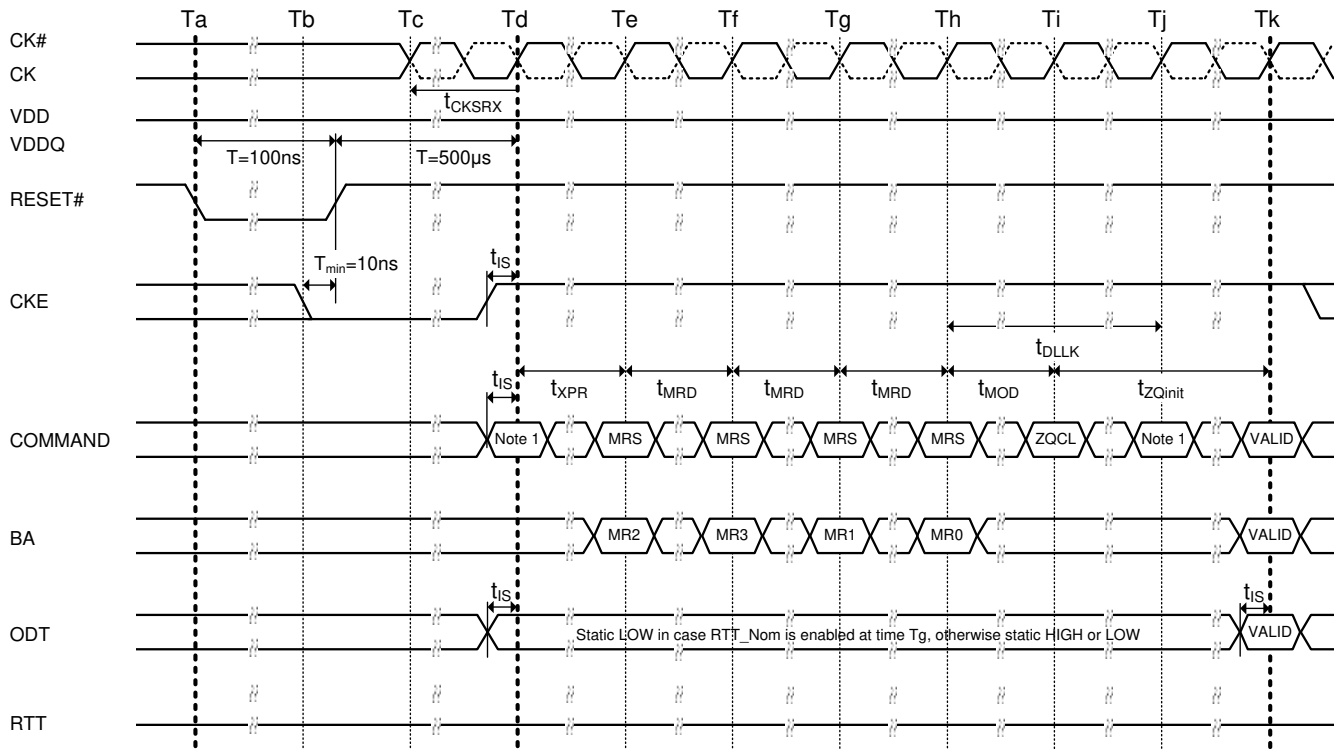 Ta Tb Tc Td Te Tf Tg Th Ti Tj Tk
CK#
CK
tCKSRX
VDD
VDDQ
T=100ns T=500µs
RESET#
Tmin=10ns tIS
CKE
tDLLK
tIS tXPR tMRD tMRD tMRD tMOD tZQinit
COMMAND Note 1 MRS MRS MRS MRS ZQCL Note 1 VALID
BA MR2 MR3 MR1 MR0 VALID
tIS tIS
ODT Static LOW in case RTT_Nom is enabled at time Tg, otherwise static HIGH or LOW VALID
RTT